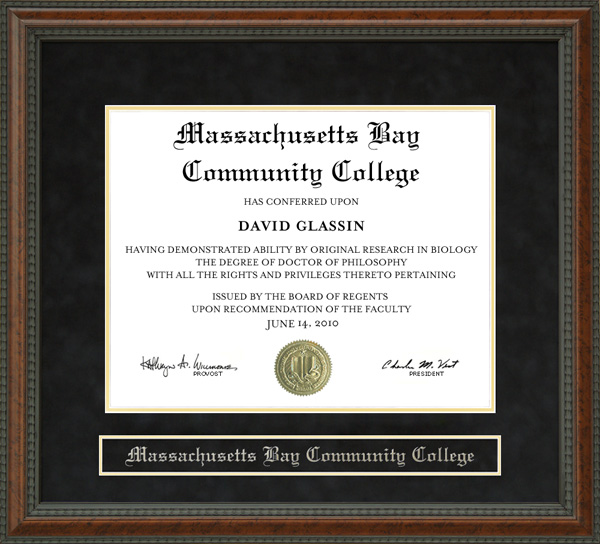 Massachusetts Bay
Community College
HAS CONFERRED UPON
DAVID GLASSIN
HAVING DEMONSTRATED ABILITY BY ORIGINAL RESEARCH IN BIOLOGY
THE DEGREE OF DOCTOR OF PHILOSOPHY
WITH ALL THE RIGHTS AND PRIVILEGES THERETO PERTAINING
ISSUED BY THE BOARD OF REGENTS
UPON RECOMMENDATION OF THE FACULTY
JUNE 14, 2010
Charles M. Vest
PROVOST
PRESIDENT
Massachusetts Bay Community College